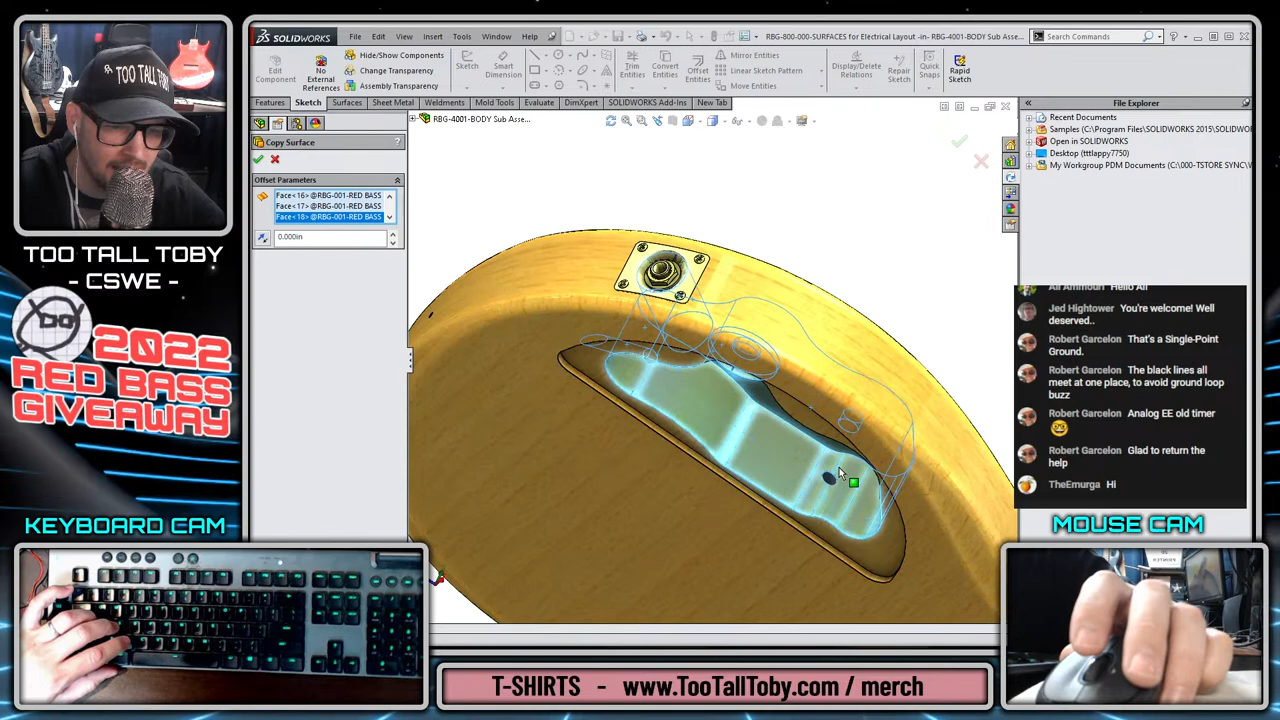 TOO TALL TOBY
TOO TALL TOBY
- CSWE -
2022
RED BASS
GIVEAWAY
SOLIDWORKS
File Edit View Insert Tools Window Help
RBG-800-000-SURFACES for Electrical Layout -in- RBG-4001-BODY Sub Asse...
Search Commands
Edit Component
No External References
Hide/Show Components
Change Transparency
Assembly Transparency
Sketch
Smart Dimension
Trim Entities
Convert Entities
Offset Entities
Mirror Entities
Linear Sketch Pattern
Display/Delete Relations
Repair Sketch
Quick Snaps
Rapid Sketch
Features Sketch Surfaces Sheet Metal Weldments Mold Tools Evaluate DimXpert SOLIDWORKS Add-Ins New Tab
RBG-4001-BODY Sub Asse...
Copy Surface
?
Offset Parameters
Face<16>@RBG-001-RED BASS
Face<17>@RBG-001-RED BASS
Face<18>@RBG-001-RED BASS
0.000in
File Explorer
Recent Documents
Samples (C:\Program Files\SOLIDWORKS 2015\SOLIDWO
Open in SOLIDWORKS
Desktop (tttlappy7750)
My Workgroup PDM Documents (C:\000-TSTORE SYNC\W
Ali Ammouri Hello All
Jed Hightower You're welcome! Well
deserved..
Robert Garcelon That's a Single-Point
Ground.
Robert Garcelon The black lines all
meet at one place, to avoid ground loop
buzz
Robert Garcelon Analog EE old timer
🤓
Robert Garcelon Glad to return the
help
TheEmurga Hi
KEYBOARD CAM
MOUSE CAM
T-SHIRTS - www.TooTallToby.com / merch